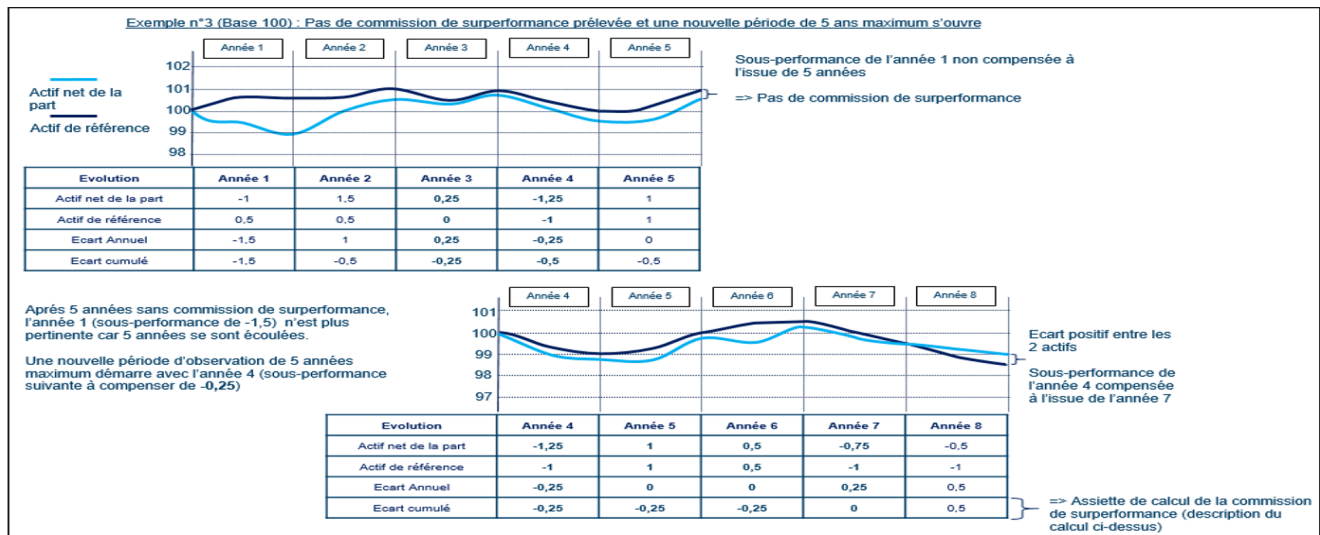 Exemple n°3 (Base 100) : Pas de commission de surperformance prélevée et une nouvelle période de 5 ans maximum s'ouvre
Année 1 Année 2 Année 3 Année 4 Année 5
102
101
100
99
98
Actif net de la
part
Actif de référence
Sous-performance de l'année 1 non compensée à
l'issue de 5 années
=> Pas de commission de surperformance
Evolution Année 1 Année 2 Année 3 Année 4 Année 5
Actif net de la part -1 1,5 0,25 -1,25 1
Actif de référence 0,5 0,5 0 -1 1
Ecart Annuel -1,5 1 0,25 -0,25 0
Ecart cumulé -1,5 -0,5 -0,25 -0,5 -0,5
Aprés 5 années sans commission de surperformance,
l'année 1 (sous-performance de -1,5) n'est plus
pertinente car 5 années se sont écoulées.
Une nouvelle période d'observation de 5 années
maximum démarre avec l'année 4 (sous-performance
suivante à compenser de -0,25)
Année 4 Année 5 Année 6 Année 7 Année 8
101
100
99
98
97
Ecart positif entre les
2 actifs
Sous-performance de
l'année 4 compensée
à l'issue de l'année 7
Evolution Année 4 Année 5 Année 6 Année 7 Année 8
Actif net de la part -1,25 1 0,5 -0,75 -0,5
Actif de référence -1 1 0,5 -1 -1
Ecart Annuel -0,25 0 0 0,25 0,5
Ecart cumulé -0,25 -0,25 -0,25 0 0,5
=> Assiette de calcul de la commission
de surperformance (description du
calcul ci-dessus)